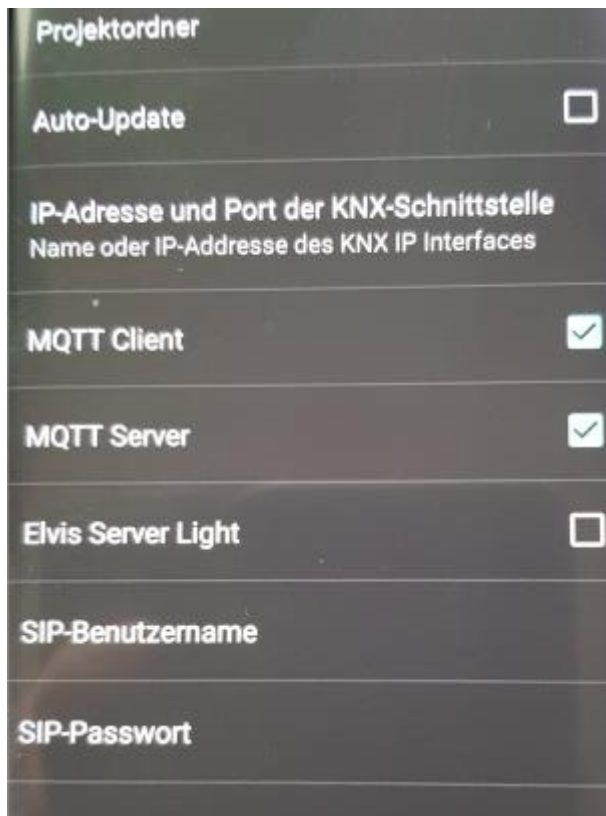 Projektordner
Auto-Update
IP-Adresse und Port der KNX-Schnittstelle
Name oder IP-Addresse des KNX IP Interfaces
MQTT Client
MQTT Server
Elvis Server Light
SIP-Benutzername
SIP-Passwort